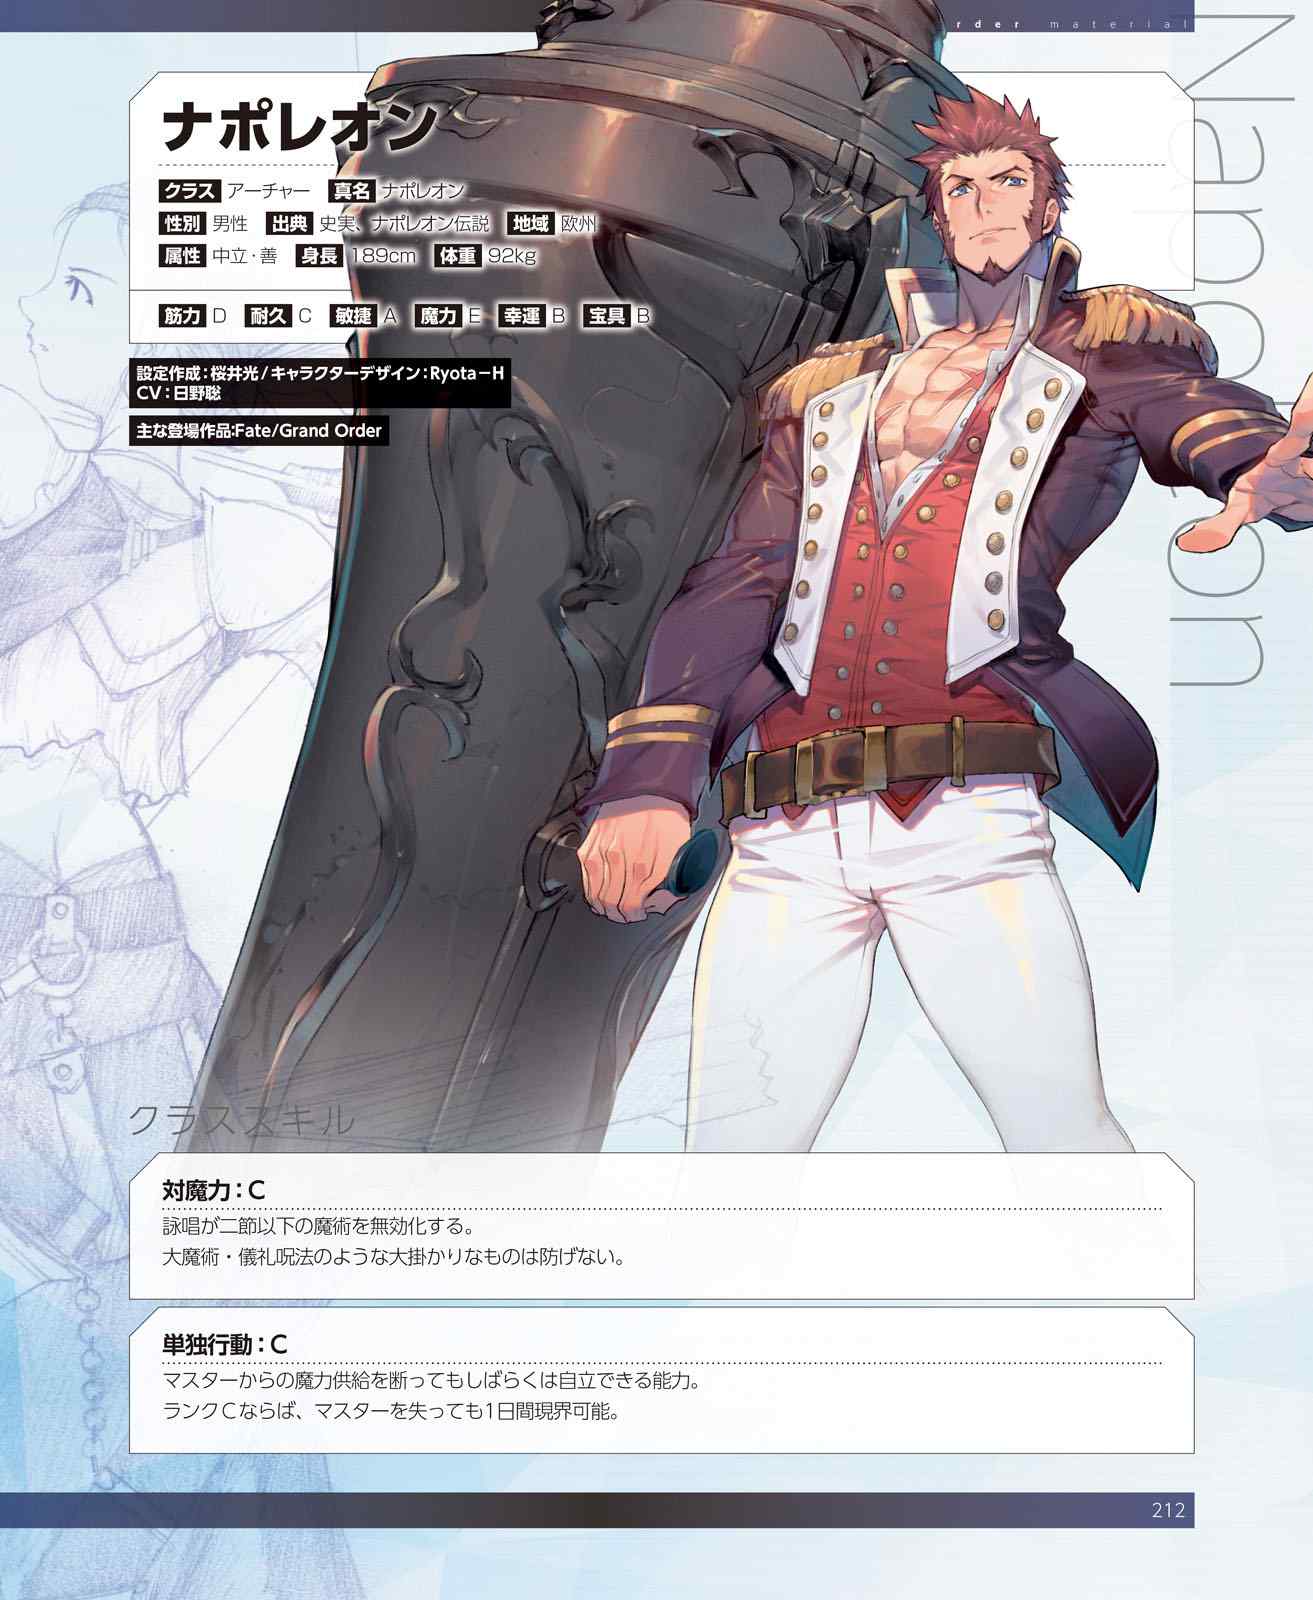 rder material
Napoleon
ナポレオン
クラス アーチャー 真名 ナポレオン
性別 男性 出典 史実、ナポレオン伝説 地域 欧州
属性 中立・善 身長 189cm 体重 92kg
筋力 D 耐久 C 敏捷 A 魔力 E 幸運 B 宝具 B
設定作成:桜井光/キャラクターデザイン:Ryota−H
CV:日野聡
主な登場作品:Fate/Grand Order
クラススキル
対魔力:C
詠唱が二節以下の魔術を無効化する。
大魔術・儀礼呪法のような大掛かりなものは防げない。
単独行動:C
マスターからの魔力供給を断ってもしばらくは自立できる能力。
ランクCならば、マスターを失っても1日間現界可能。
212